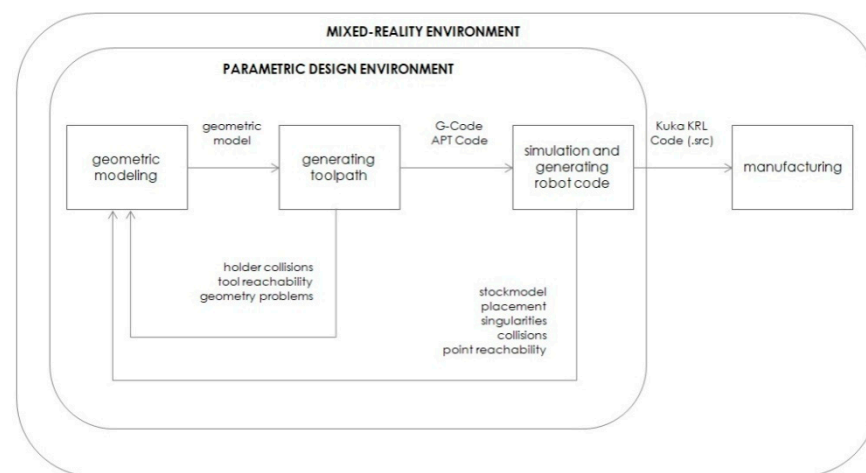 MIXED-REALITY ENVIRONMENT
PARAMETRIC DESIGN ENVIRONMENT
geometric
modeling
geometric
model
generating
toolpath
G-Code
APT Code
simulation and
generating
robot code
Kuka KRL
Code (.src)
manufacturing
holder collisions
tool reachability
geometry problems
stockmodel
placement
singularities
collisions
point reachability